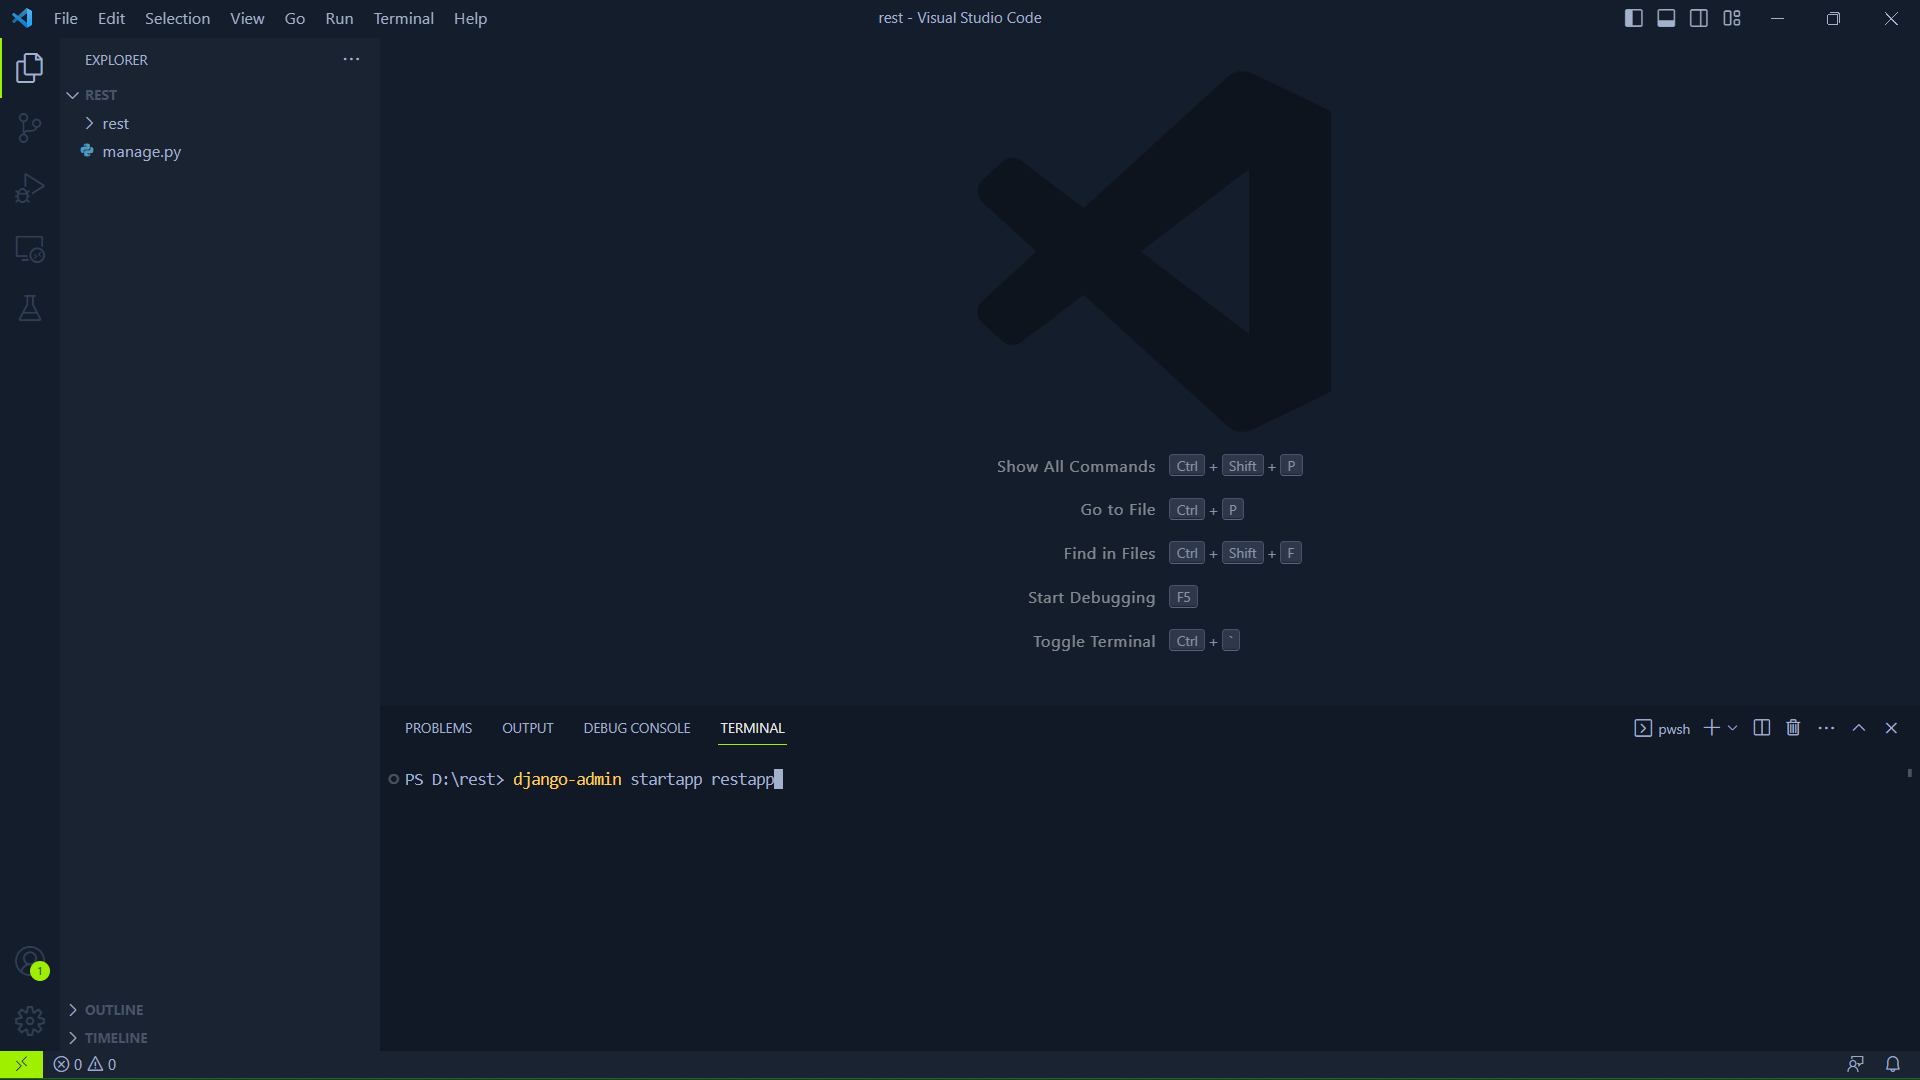 File Edit Selection View Go Run Terminal Help
rest - Visual Studio Code
EXPLORER
REST
rest
manage.py
Show All Commands Ctrl + Shift + P
Go to File Ctrl + P
Find in Files Ctrl + Shift + F
Start Debugging F5
Toggle Terminal Ctrl + `
PROBLEMS OUTPUT DEBUG CONSOLE TERMINAL
pwsh
PS D:\rest> django-admin startapp restapp
1
OUTLINE
TIMELINE
0 0